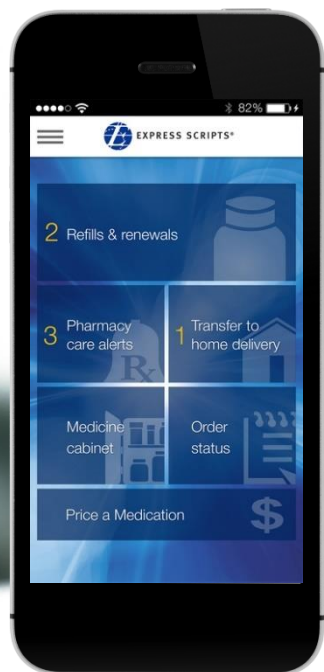 82%
EXPRESS SCRIPTS®
2 Refills & renewals
3 Pharmacy
care alerts
1 Transfer to
home delivery
Rx
Medicine
cabinet
Order
status
Price a Medication
$